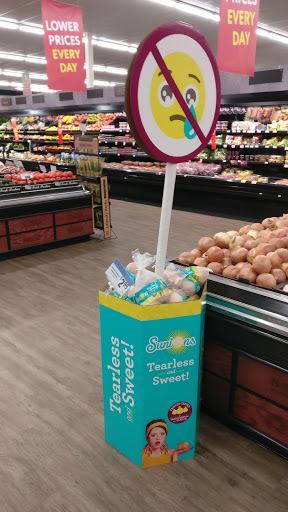 LOWER
PRICES
EVERY
DAY
PRICES
EVERY
DAY
Sunions
Tearless
and
Sweet!
Tearless
and
Sweet!